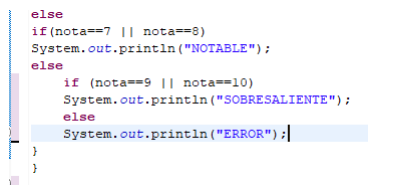 else
if(nota==7 || nota==8)
System.out.println("NOTABLE");
else
if (nota==9 || nota==10)
System.out.println("SOBRESALIENTE");
else
System.out.println("ERROR");
}
}